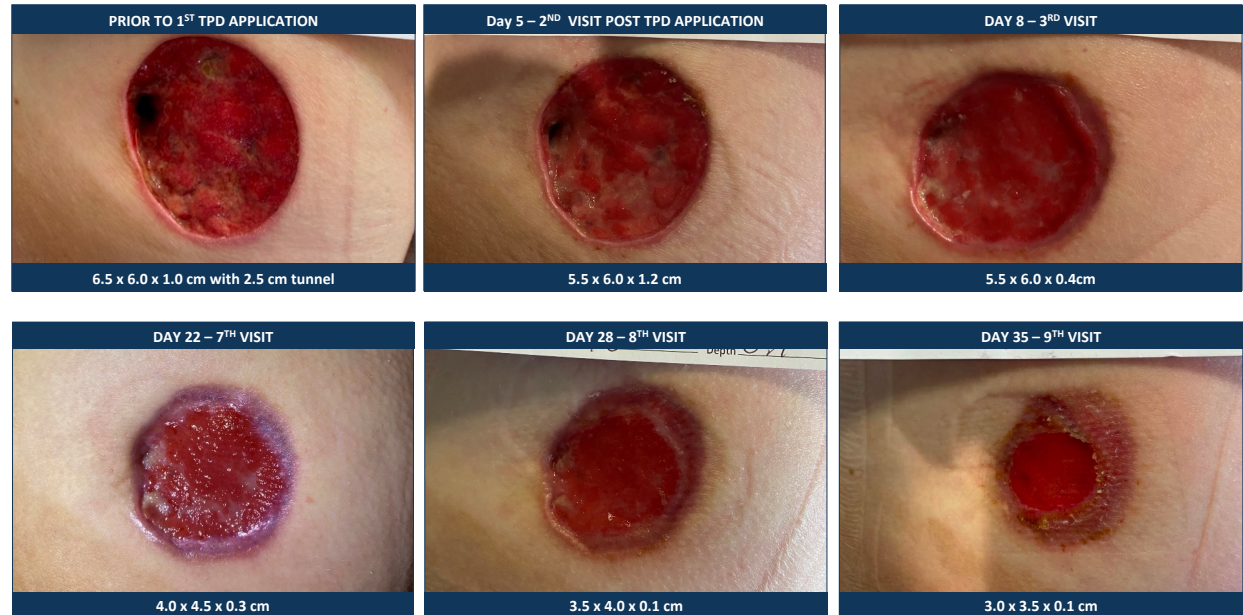 PRIOR TO 1ST TPD APPLICATION
Day 5 – 2ND VISIT POST TPD APPLICATION
DAY 8 – 3RD VISIT
6.5 x 6.0 x 1.0 cm with 2.5 cm tunnel
5.5 x 6.0 x 1.2 cm
5.5 x 6.0 x 0.4cm
DAY 22 – 7TH VISIT
DAY 28 – 8TH VISIT
DAY 35 – 9TH VISIT
Depth
4.0 x 4.5 x 0.3 cm
3.5 x 4.0 x 0.1 cm
3.0 x 3.5 x 0.1 cm